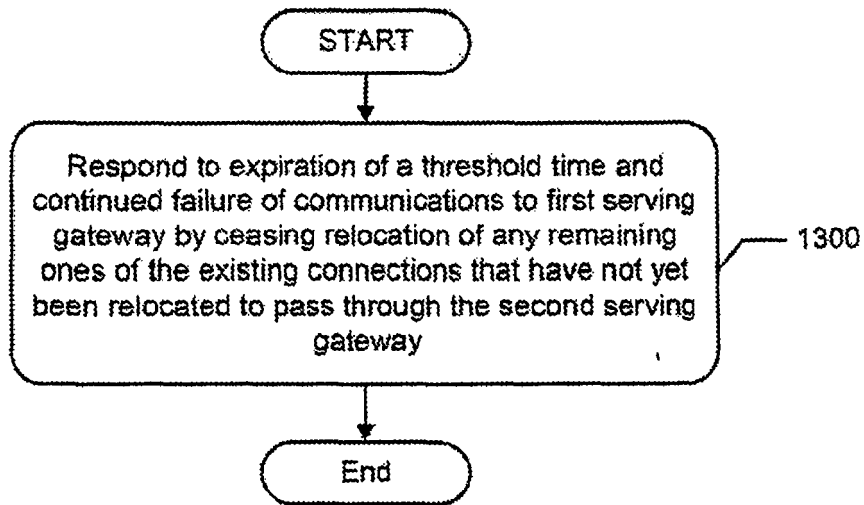 START
Respond to expiration of a threshold time and
continued failure of communications to first serving
gateway by ceasing relocation of any remaining
ones of the existing connections that have not yet
been relocated to pass through the second serving
gateway
1300
End